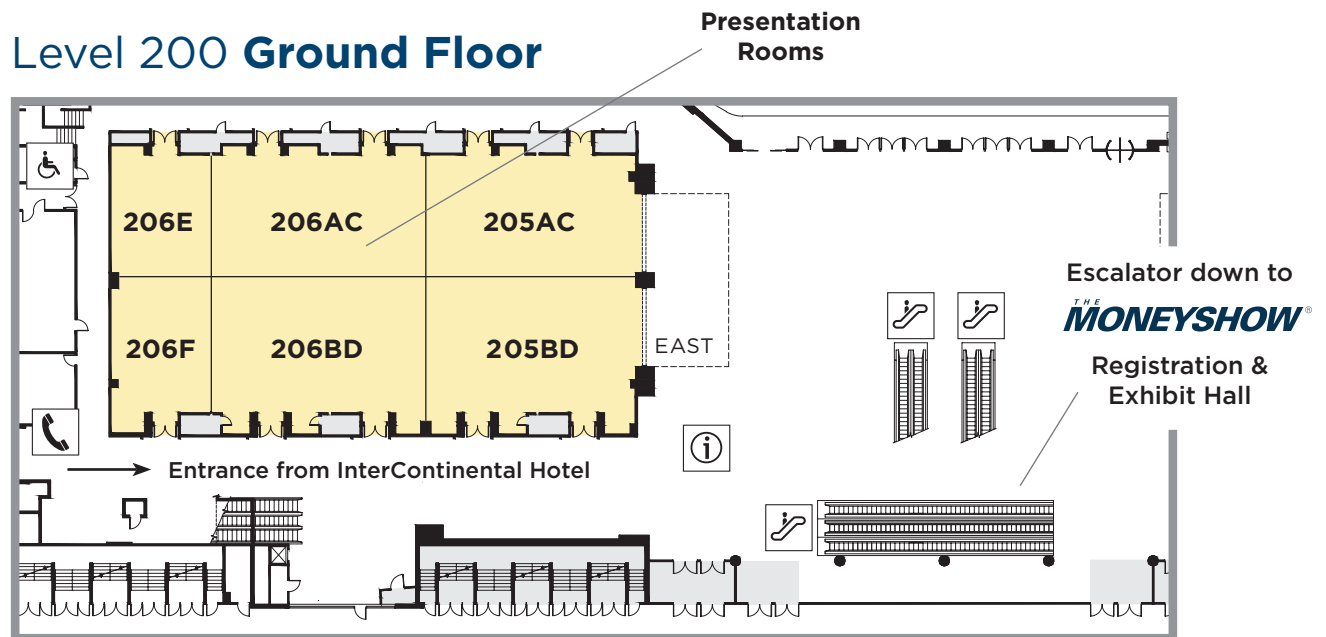 Presentation
Rooms
Level 200 Ground Floor
206E
206AC
205AC
206F
206BD
205BD
EAST
Escalator down to
THE
MONEYSHOW®
Registration &
Exhibit Hall
i
Entrance from InterContinental Hotel